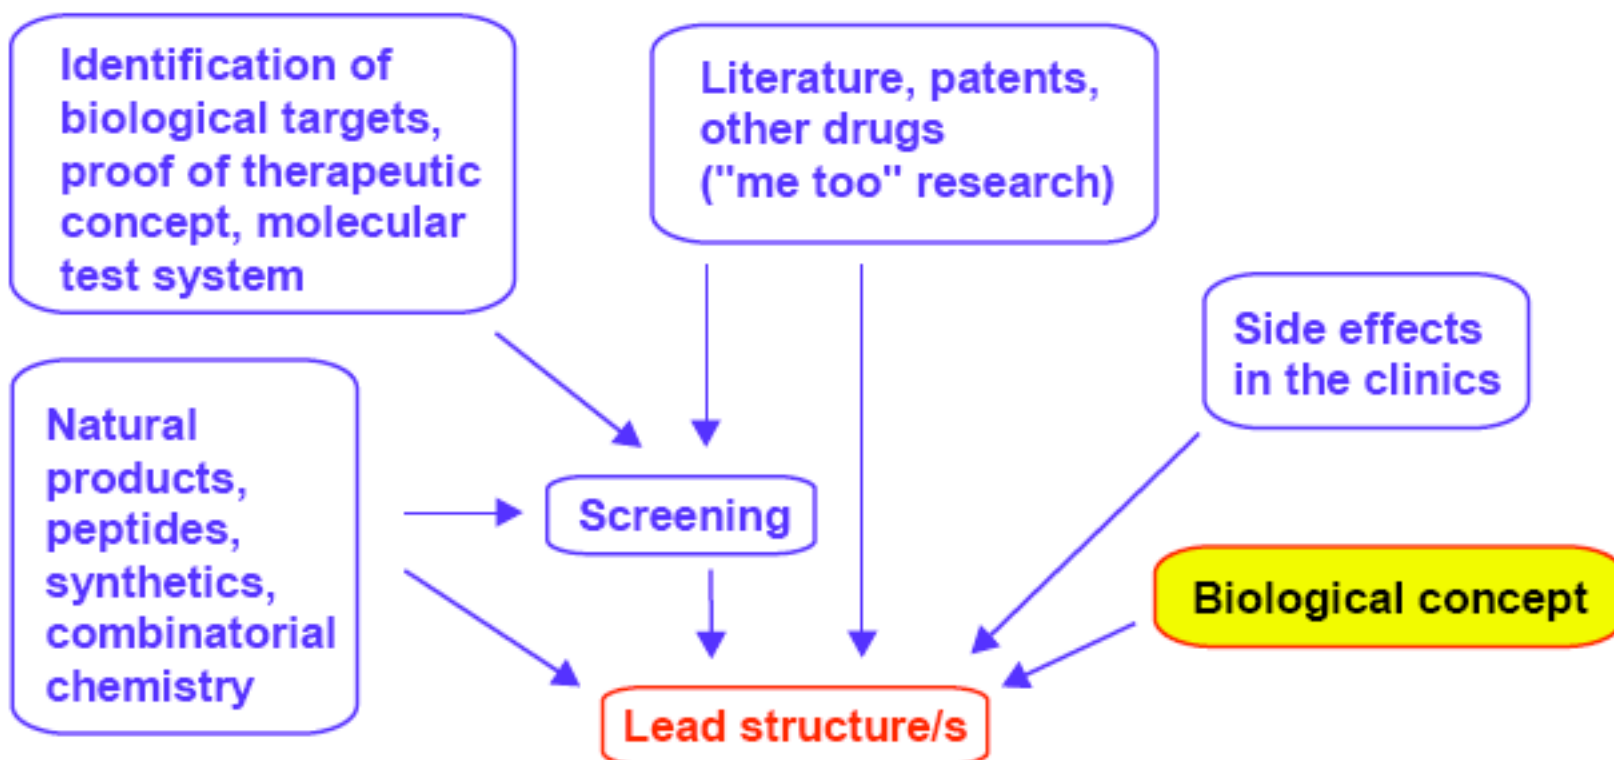 Identification of
biological targets,
proof of therapeutic
concept, molecular
test system
Literature, patents,
other drugs
("me too" research)
Side effects
in the clinics
Natural
products,
peptides,
synthetics,
combinatorial
chemistry
Screening
Biological concept
Lead structure/s